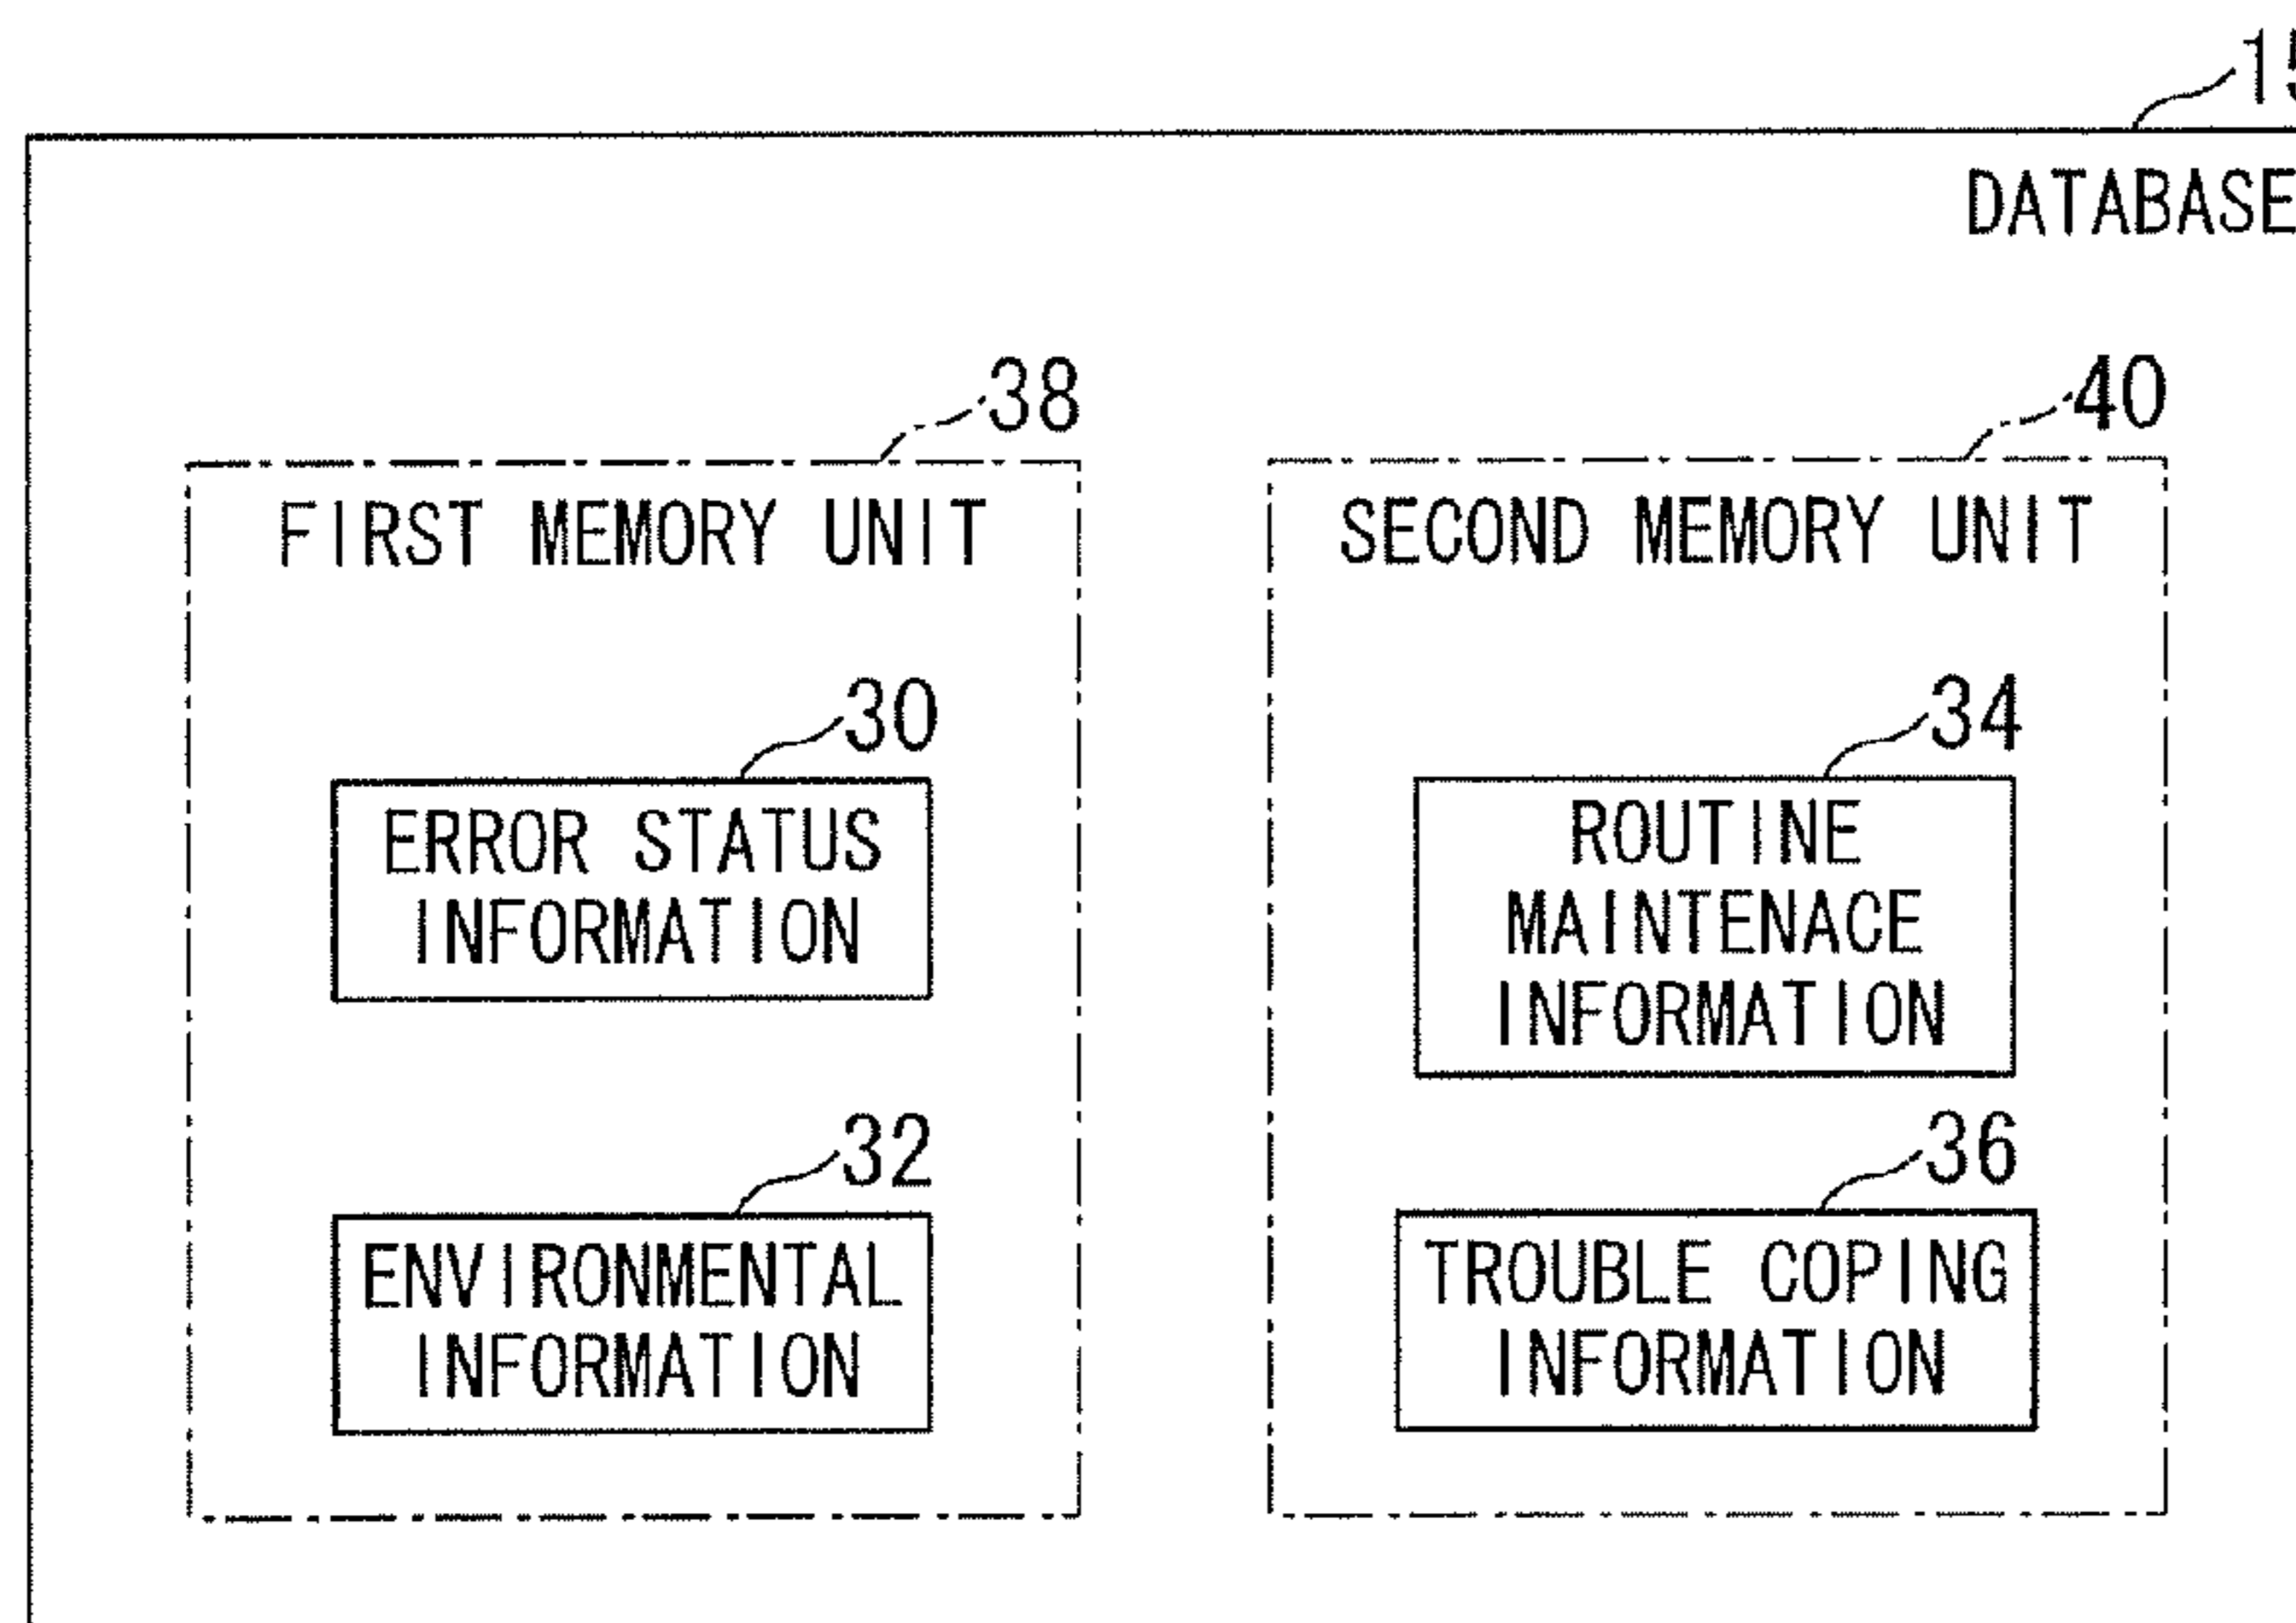 15
DATABASE
38
FIRST MEMORY UNIT
30
ERROR STATUS
INFORMATION
32
ENVIRONMENTAL
INFORMATION
40
SECOND MEMORY UNIT
34
ROUTINE
MAINTENACE
INFORMATION
36
TROUBLE COPING
INFORMATION